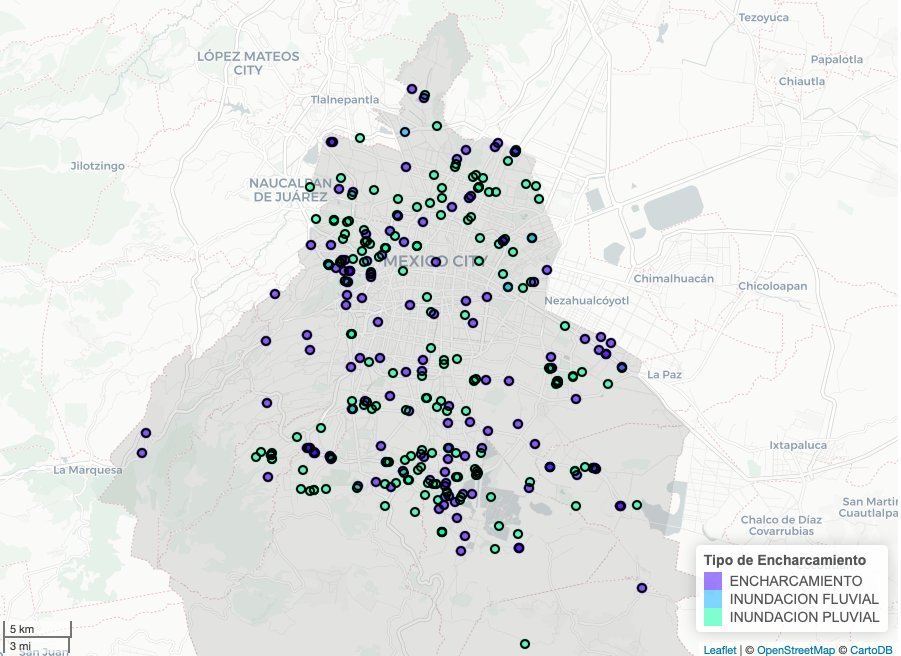 Tezoyuca
LÓPEZ MATEOS
CITY
Papalotla
Chiautla
Tlalnepantla
Jilotzingo
NAUCALPAN
DE JUÁREZ
MEXICO CITY
Chimalhuacán
Chicoloapan
Nezahualcóyotl
La Paz
Ixtapaluca
La Marquesa
San Martín
Cuautlalpa
Chalco de Díaz
Covarrubias
Tipo de Encharcamiento
ENCHARCAMIENTO
INUNDACION FLUVIAL
INUNDACION PLUVIAL
5 km
3 mi
San Juan
Leaflet | © OpenStreetMap © CartoDB